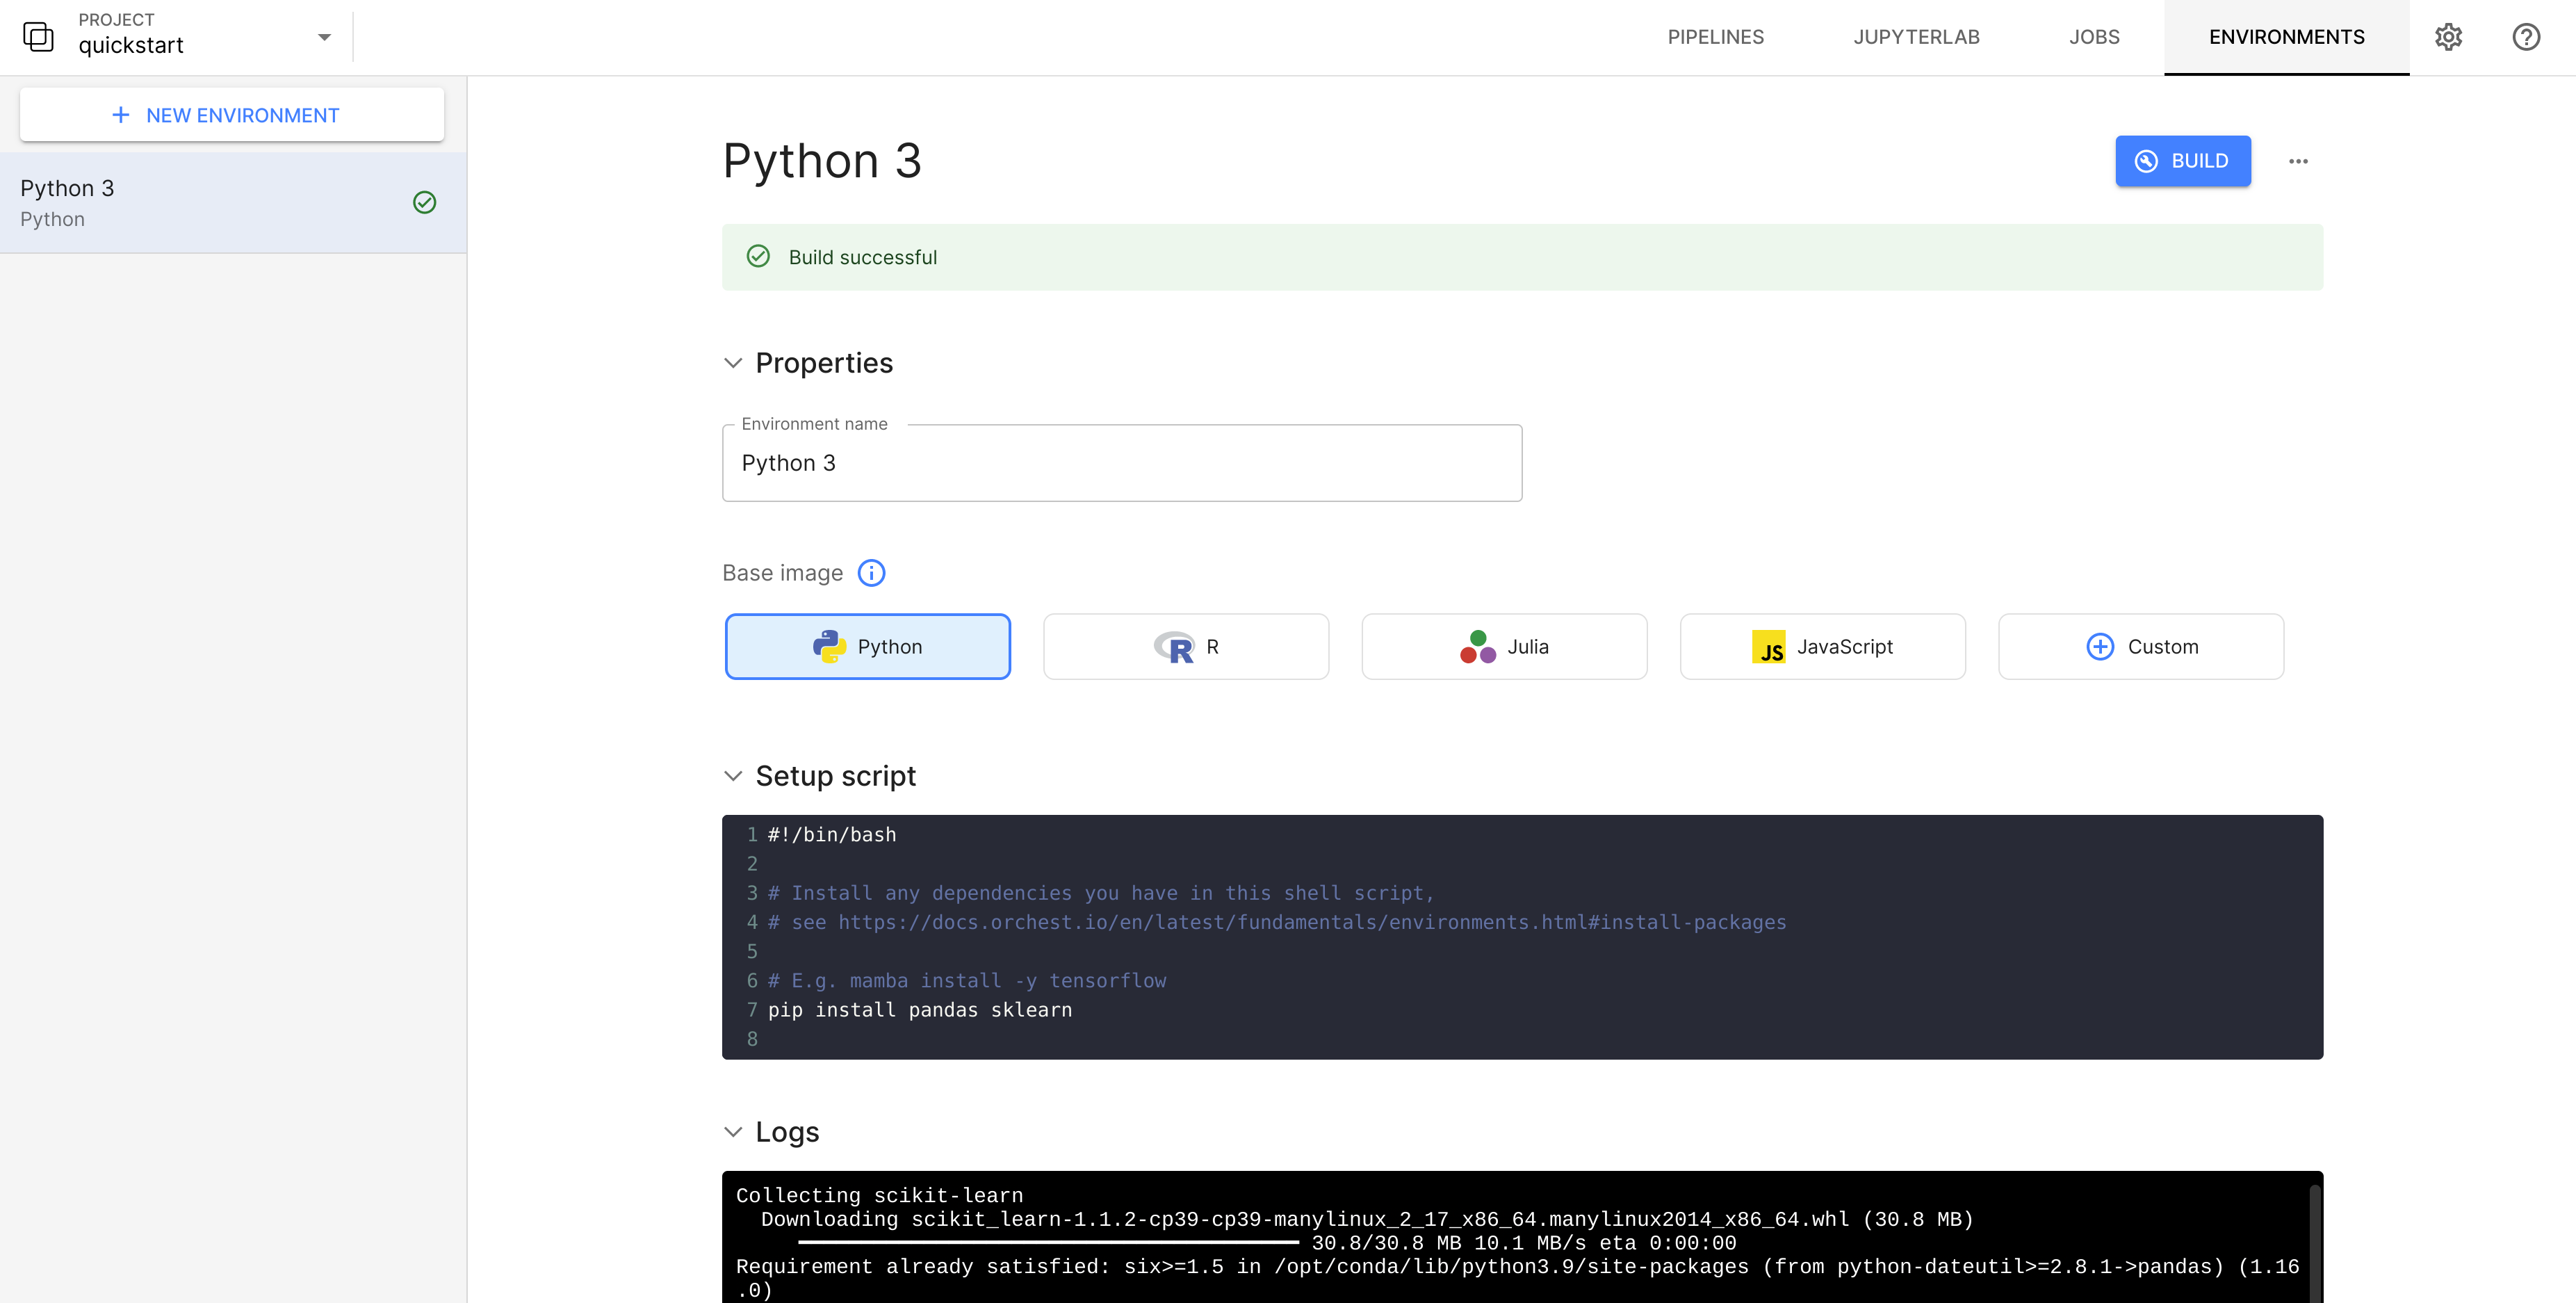 PROJECT
quickstart
PIPELINES
JUPYTERLAB
JOBS
ENVIRONMENTS
NEW ENVIRONMENT
Python 3
Python
Python 3
BUILD
Build successful
Properties
Environment name
Python 3
Base image
Python
R
Julia
JS JavaScript
Custom
Setup script
1 #!/bin/bash
2
3 # Install any dependencies you have in this shell script,
4 # see https://docs.orchest.io/en/latest/fundamentals/environments.html#install-packages
5
6 # E.g. mamba install -y tensorflow
7 pip install pandas sklearn
8
Logs
Collecting scikit-learn
Downloading scikit_learn-1.1.2-cp39-cp39-manylinux_2_17_x86_64.manylinux2014_x86_64.whl (30.8 MB)
30.8/30.8 MB 10.1 MB/s eta 0:00:00
Requirement already satisfied: six>=1.5 in /opt/conda/lib/python3.9/site-packages (from python-dateutil>=2.8.1->pandas) (1.16
.0)